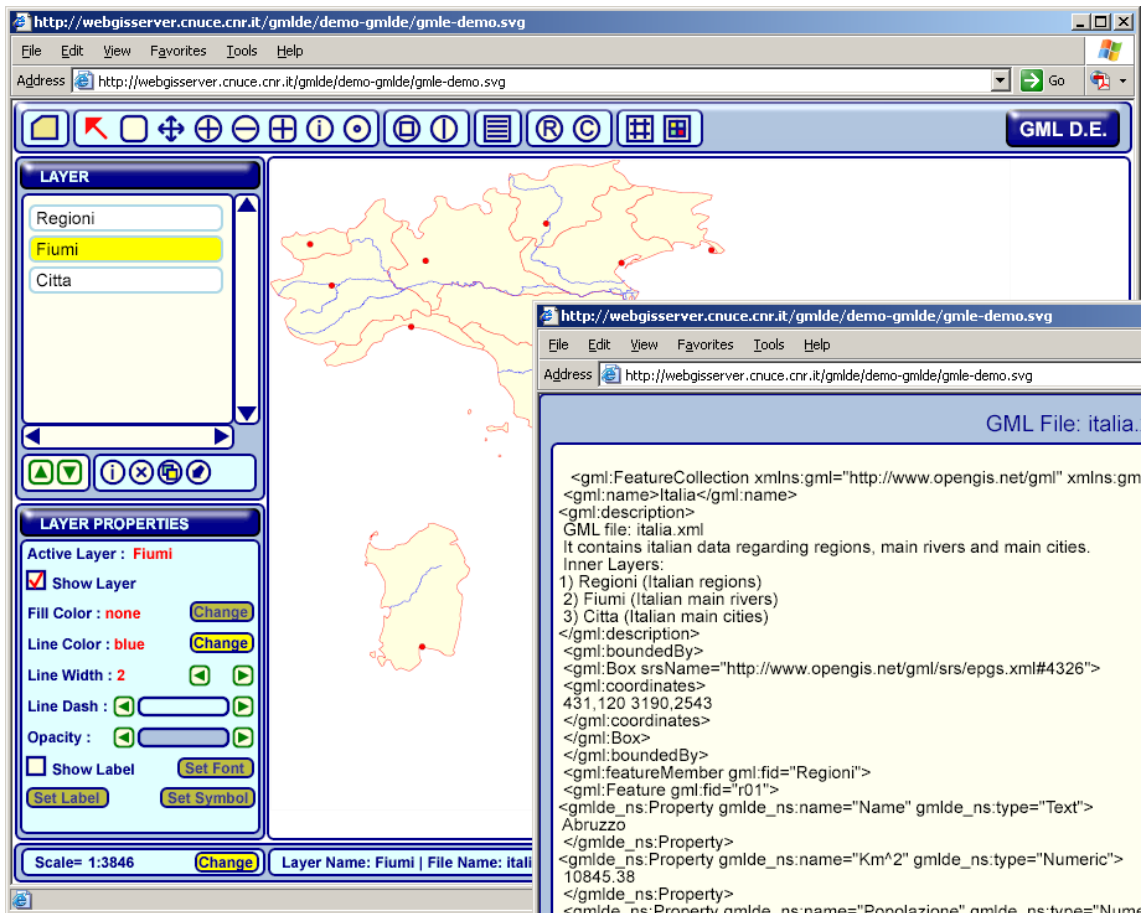 http://webgisserver.cnuce.cnr.it/gmlde/demo-gmlde/gmle-demo.svg
File Edit View Favorites Tools Help
Address http://webgisserver.cnuce.cnr.it/gmlde/demo-gmlde/gmle-demo.svg Go
R C GML D.E.
LAYER
Regioni
Fiumi
Citta
LAYER PROPERTIES
Active Layer : Fiumi
Show Layer
Fill Color : none Change
Line Color : blue Change
Line Width : 2
Line Dash :
Opacity :
Show Label Set Font
Set Label Set Symbol
Scale= 1:3846 Change Layer Name: Fiumi | File Name: itali
http://webgisserver.cnuce.cnr.it/gmlde/demo-gmlde/gmle-demo.svg
File Edit View Favorites Tools Help
Address http://webgisserver.cnuce.cnr.it/gmlde/demo-gmlde/gmle-demo.svg
GML File: italia.
<gml:FeatureCollection xmlns:gml="http://www.opengis.net/gml" xmlns:gm
<gml:name>Italia</gml:name>
<gml:description>
GML file: italia.xml
It contains italian data regarding regions, main rivers and main cities.
Inner Layers:
1) Regioni (Italian regions)
2) Fiumi (Italian main rivers)
3) Citta (Italian main cities)
</gml:description>
<gml:boundedBy>
<gml:Box srsName="http://www.opengis.net/gml/srs/epgs.xml#4326">
<gml:coordinates>
431,120 3190,2543
</gml:coordinates>
</gml:Box>
</gml:boundedBy>
<gml:featureMember gml:fid="Regioni">
<gml:Feature gml:fid="r01">
<gmlde_ns:Property gmlde_ns:name="Name" gmlde_ns:type="Text">
Abruzzo
</gmlde_ns:Property>
<gmlde_ns:Property gmlde_ns:name="Km^2" gmlde_ns:type="Numeric">
10845.38
</gmlde_ns:Property>
<gmlde_ns:Property gmlde_ns:name="Popolazione" gmlde_ns:type="Nume